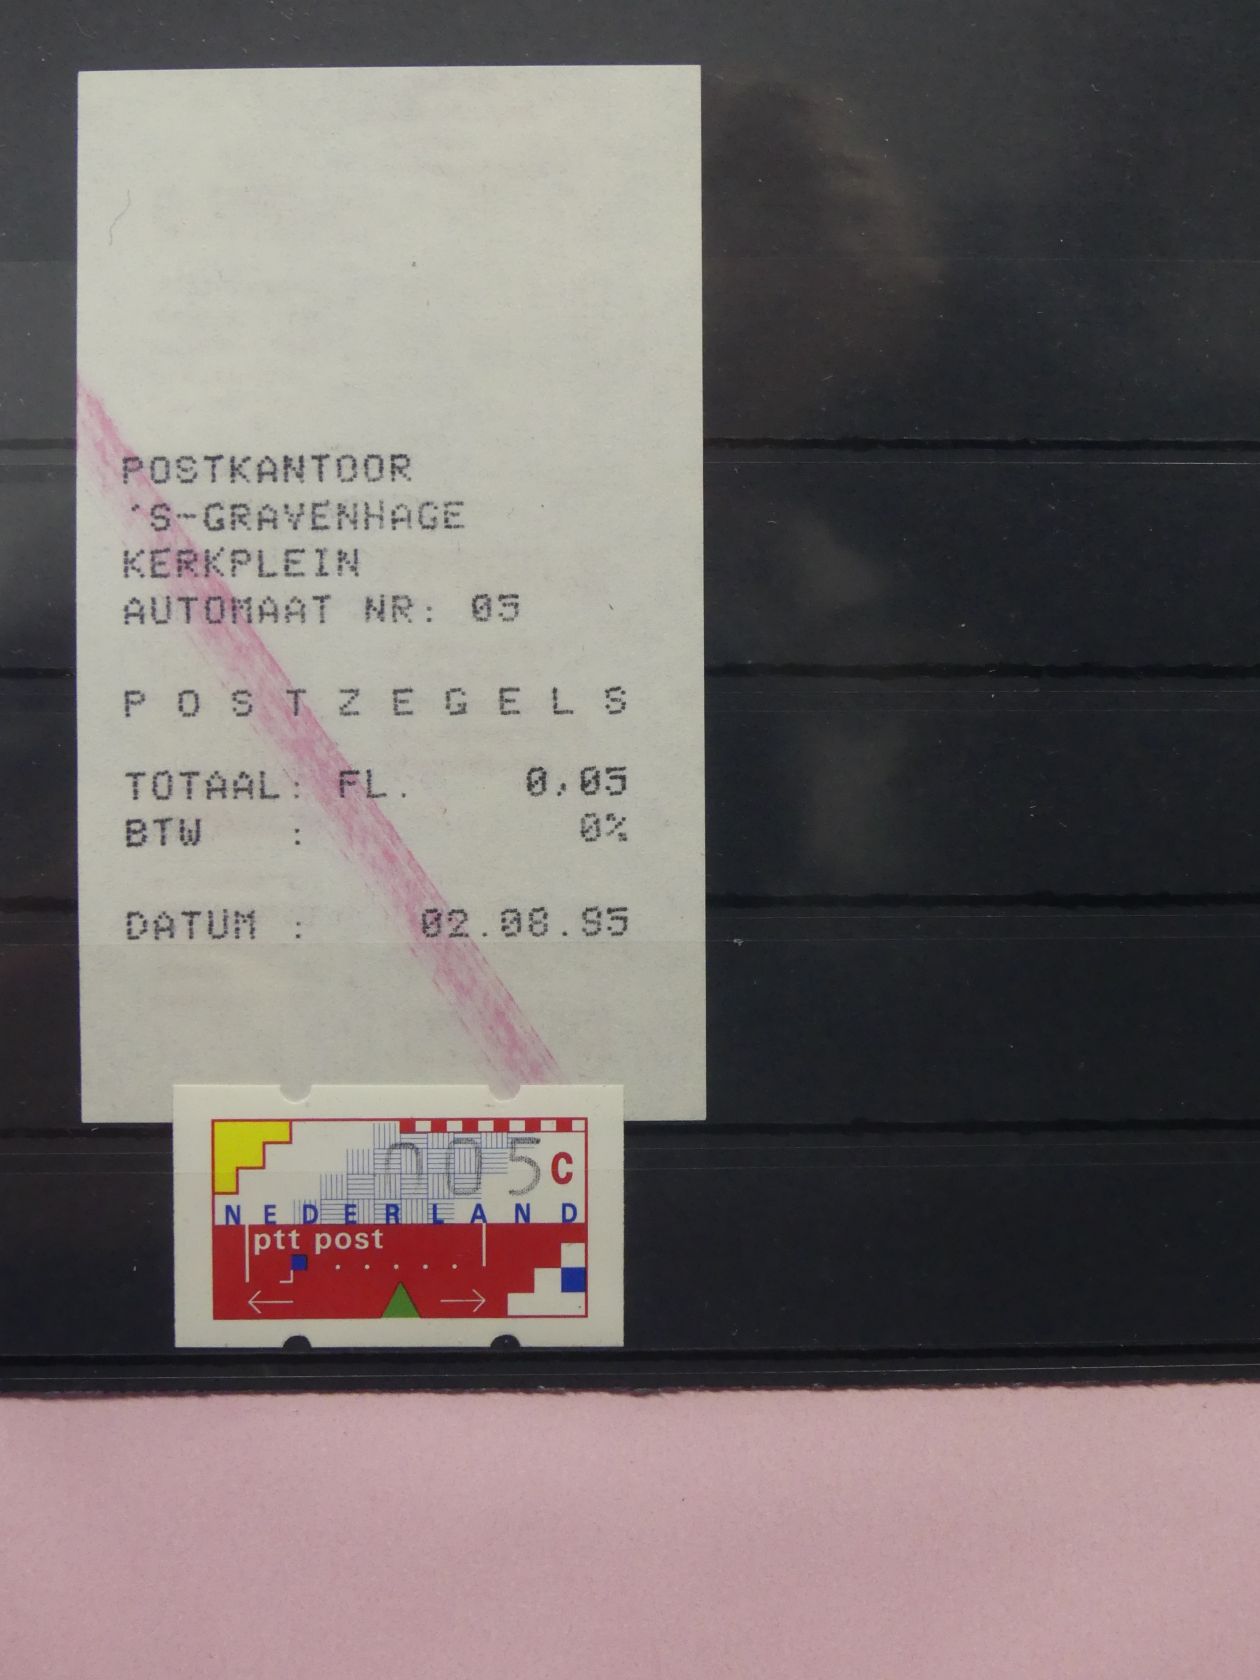 POSTKANTOOR
'S-GRAVENHAGE
KERKPLEIN
AUTOMAAT NR: 05
P O S T Z E G E L S
TOTAAL: FL. 0,05
BTW : 0%
DATUM : 02.08.95
005 C
NEDERLAND
ptt post